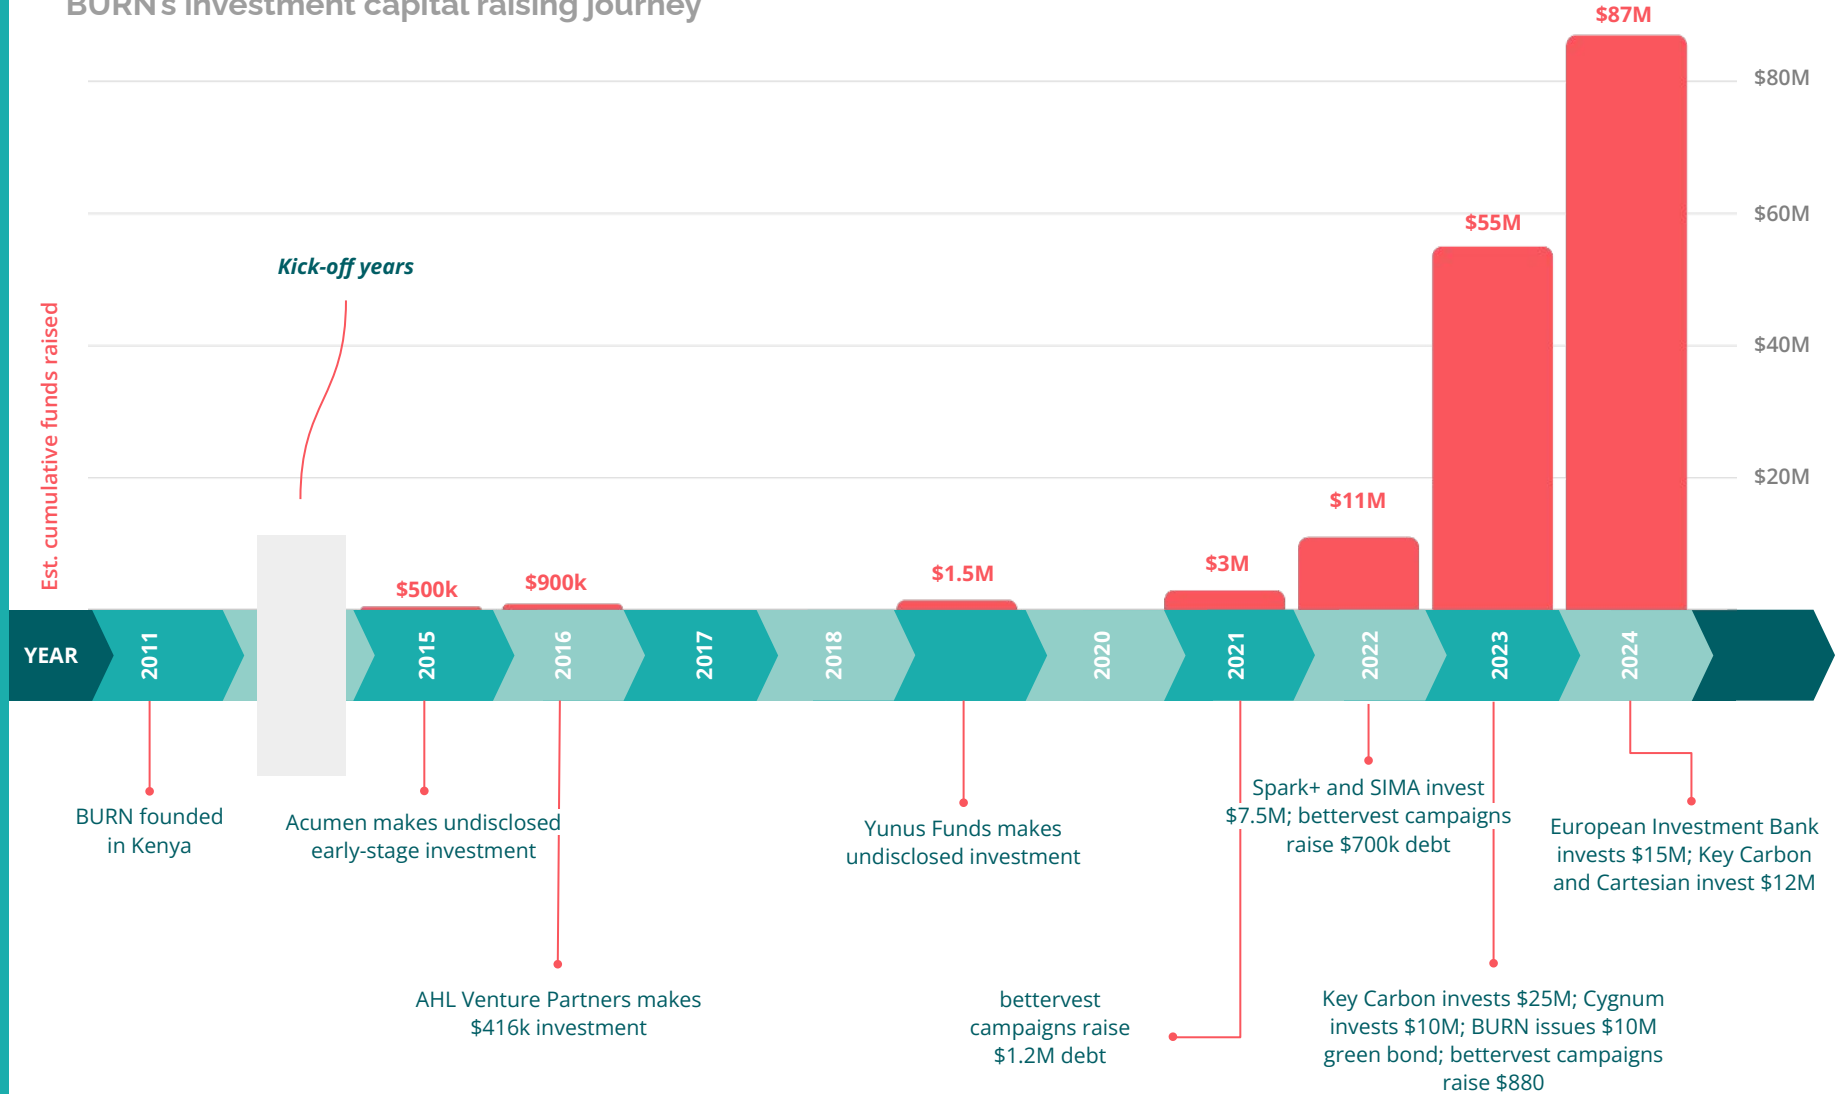 BURN's investment capital raising journey
$87M
$80M
$60M
$55M
Kick-off years
$40M
Est. cumulative funds raised
$20M
$11M
$3M
$1.5M
$900k
$500k
YEAR
2011
2015
2016
2017
2018
2020
2021
2022
2023
2024
BURN founded
in Kenya
Acumen makes undisclosed
early-stage investment
Yunus Funds makes
undisclosed investment
Spark+ and SIMA invest
$7.5M; bettervest campaigns
raise $700k debt
European Investment Bank
invests $15M; Key Carbon
and Cartesian invest $12M
AHL Venture Partners makes
$416k investment
bettervest
campaigns raise
$1.2M debt
Key Carbon invests $25M; Cygnum
invests $10M; BURN issues $10M
green bond; bettervest campaigns
raise $880